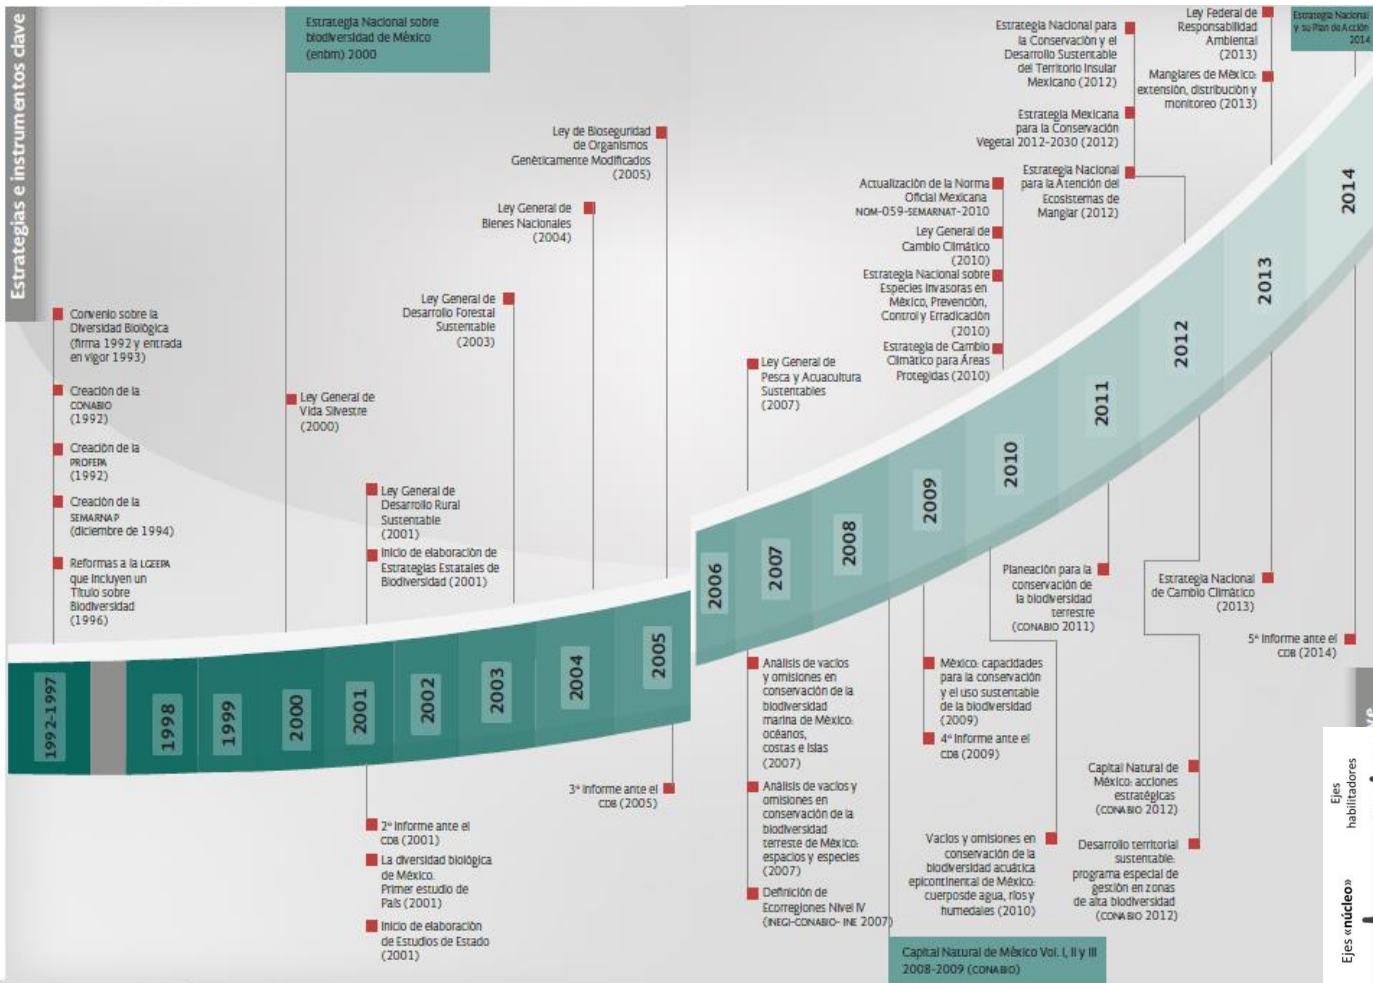 Estrategias e instrumentos clave
Estrategia Nacional sobre
biodiversidad de México
(enbm) 2000
Convenio sobre la
Diversidad Biológica
(firma 1992 y entrada
en vigor 1993)
Creación de la
CONABIO
(1992)
Creación de la
PROFEPA
(1992)
Creación de la
SEMARNAP
(diciembre de 1994)
Reformas a la LGEEPA
que incluyen un
Título sobre
Biodiversidad
(1996)
Ley General de
Vida Silvestre
(2000)
Ley General de
Desarrollo Rural
Sustentable
(2001)
Inicio de elaboración de
Estrategias Estatales de
Biodiversidad (2001)
Ley General de
Desarrollo Forestal
Sustentable
(2003)
Ley General de
Bienes Nacionales
(2004)
Ley de Bioseguridad
de Organismos
Genéticamente Modificados
(2005)
Ley General de
Pesca y Acuacultura
Sustentables
(2007)
Actualización de la Norma
Oficial Mexicana
NOM-059-SEMARNAT-2010
Ley General de
Cambio Climático
(2010)
Estrategia Nacional sobre
Especies Invasoras en
México, Prevención,
Control y Erradicación
(2010)
Estrategia de Cambio
Climático para Áreas
Protegidas (2010)
Estrategia Nacional para
la Conservación y el
Desarrollo Sustentable
del Territorio Insular
Mexicano (2012)
Estrategia Mexicana
para la Conservación
Vegetal 2012-2030 (2012)
Estrategia Nacional
para la Atención del
Ecosistemas de
Manglar (2012)
Ley Federal de
Responsabilidad
Ambiental
(2013)
Manglares de México:
extensión, distribución y
monitoreo (2013)
Estrategia Nacional
y su Plan de Acción
2014
1992-1997
1998
1999
2000
2001
2002
2003
2004
2005
2006
2007
2008
2009
2010
2011
2012
2013
2014
2º Informe ante el
CDB (2001)
La diversidad biológica
de México.
Primer estudio de
País (2001)
Inicio de elaboración
de Estudios de Estado
(2001)
3º Informe ante el
CDB (2005)
Análisis de vacíos
y omisiones en
conservación de la
biodiversidad
marina de México:
océanos,
costas e islas
(2007)
Análisis de vacíos y
omisiones en
conservación de la
biodiversidad
terreste de México:
espacios y especies
(2007)
Definición de
Ecorregiones Nivel IV
(INEGI-CONABIO- INE 2007)
Capital Natural de México Vol. I, II y III
2008-2009 (CONABIO)
México: capacidades
para la conservación
y el uso sustentable
de la biodiversidad
(2009)
4º Informe ante el
CDB (2009)
Vacíos y omisiones en
conservación de la
biodiversidad acuática
epicontinental de México:
cuerposde agua, ríos y
humedales (2010)
Planeación para la
conservación de
la biodiversidad
terrestre
(CONABIO 2011)
Capital Natural de
México: acciones
estratégicas
(CONABIO 2012)
Desarrollo territorial
sustentable:
programa especial de
gestión en zonas
de alta biodiversidad
(CONABIO 2012)
Estrategia Nacional
de Cambio Climático
(2013)
5º Informe ante el
CDB (2014)
Ejes
habilitadores
Ejes «núcleo»